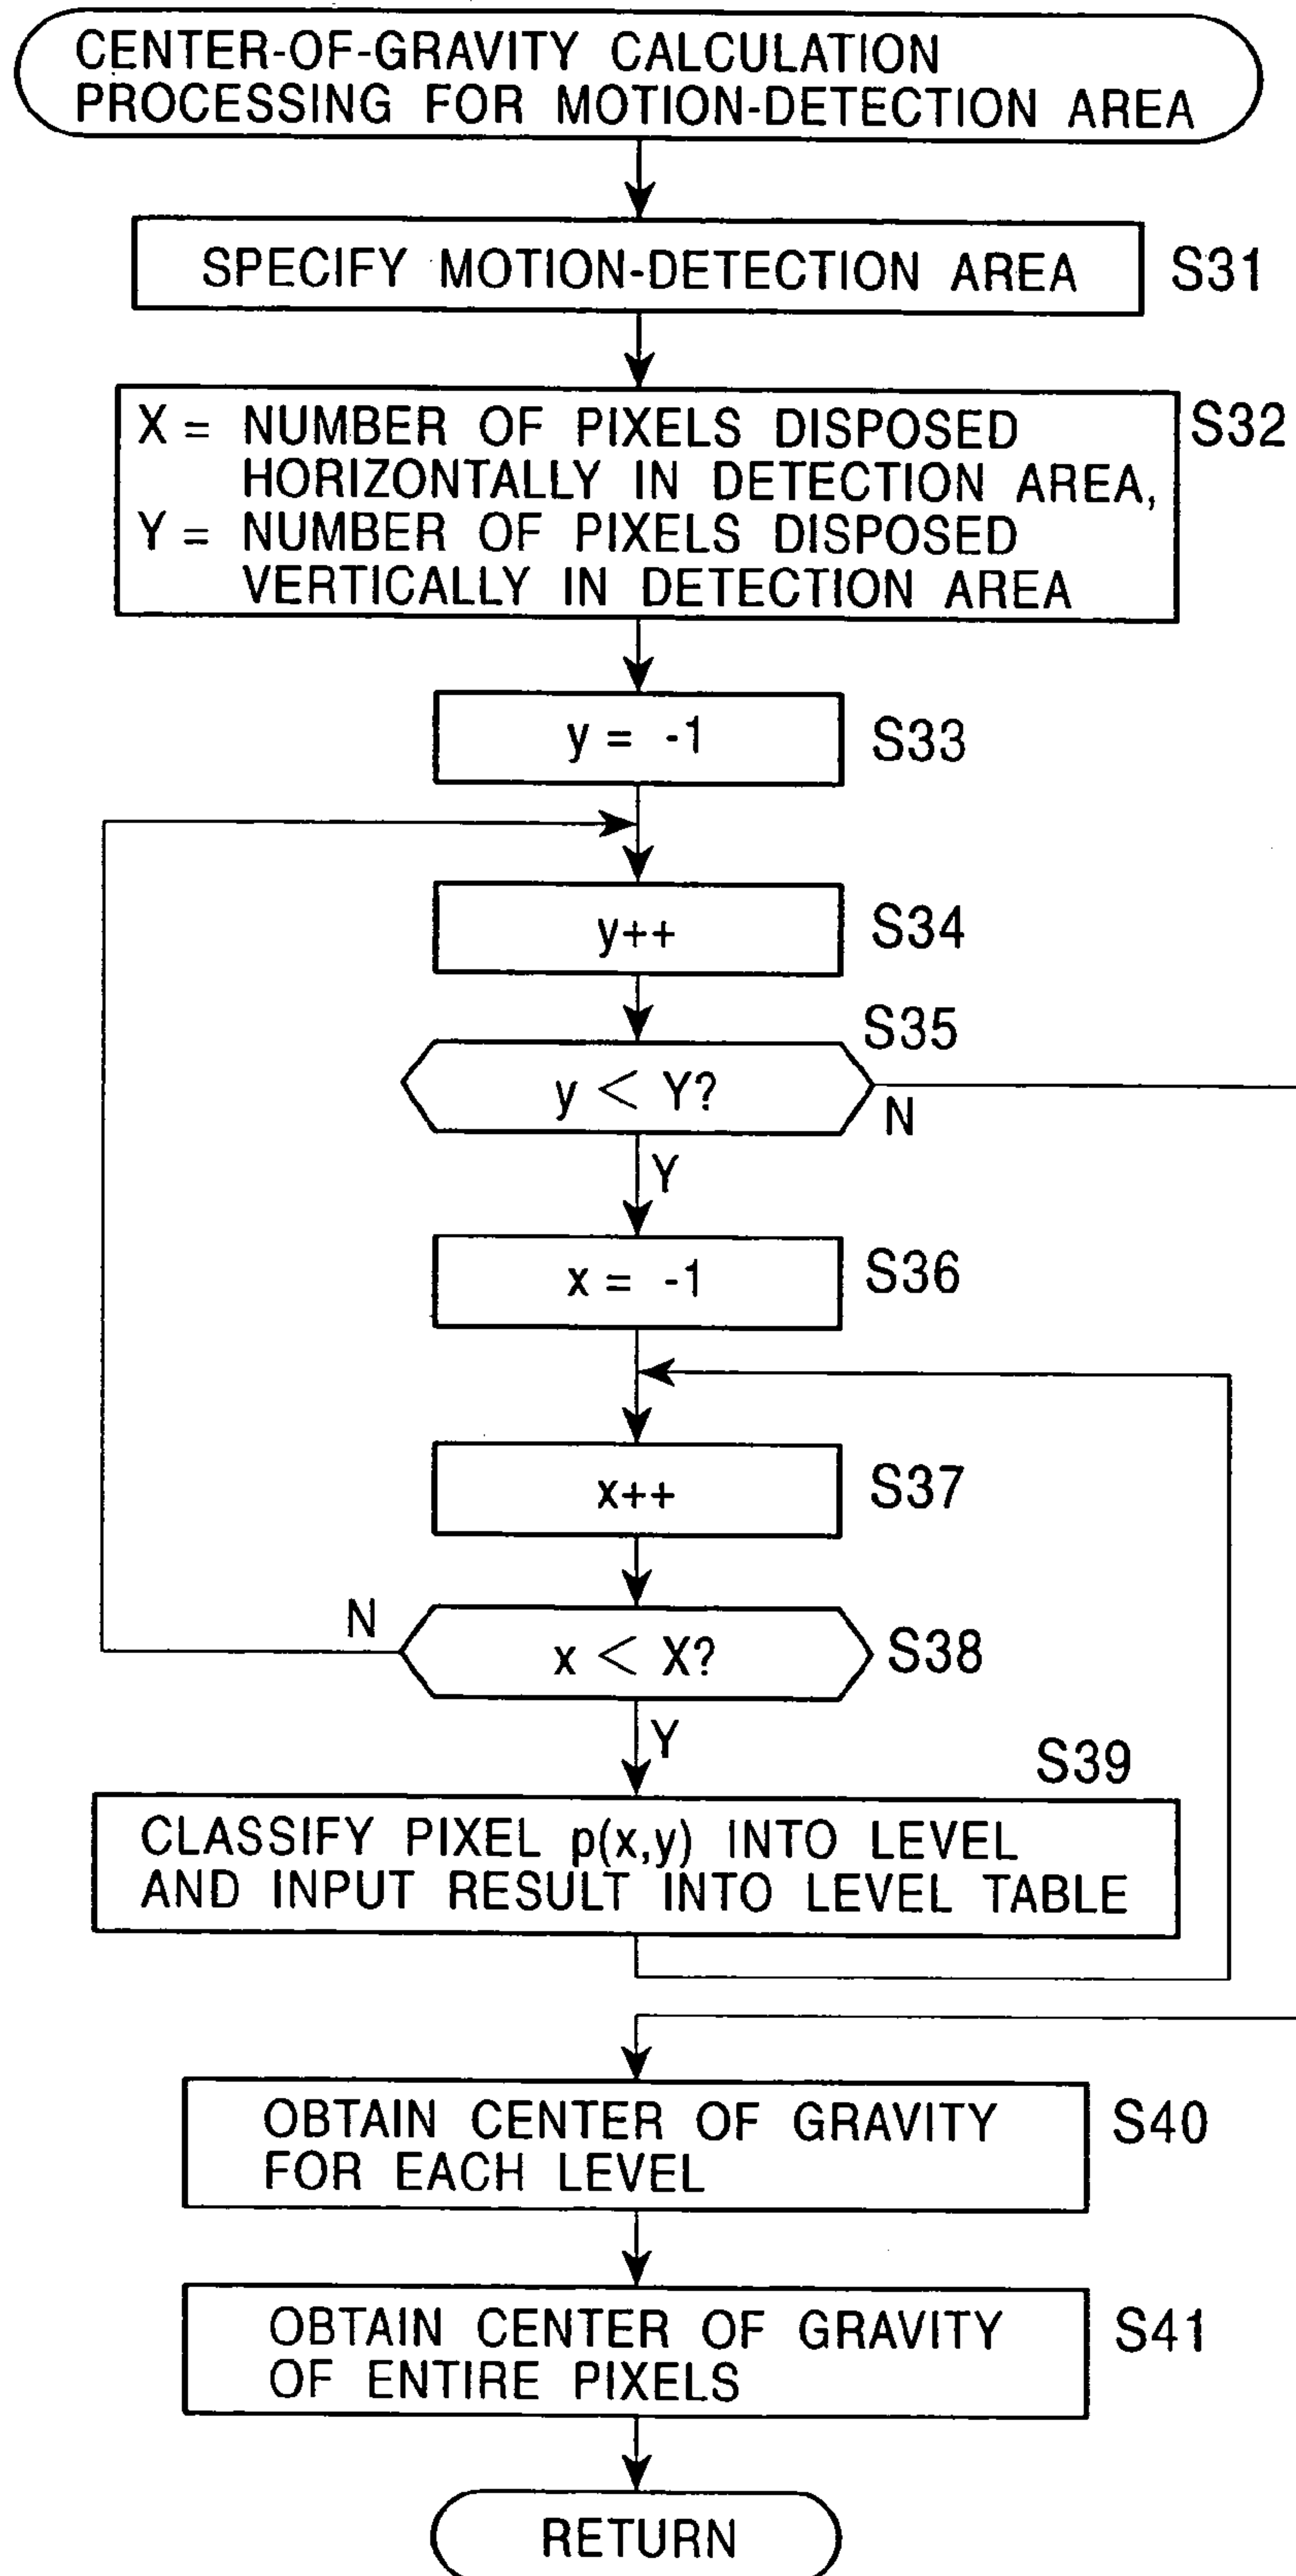 CENTER-OF-GRAVITY CALCULATION
PROCESSING FOR MOTION-DETECTION AREA
SPECIFY MOTION-DETECTION AREA
S31
X = NUMBER OF PIXELS DISPOSED
HORIZONTALLY IN DETECTION AREA,
Y = NUMBER OF PIXELS DISPOSED
VERTICALLY IN DETECTION AREA
S32
y = -1
S33
y++
S34
S35
y < Y?
N
Y
x = -1
S36
x++
S37
N
x < X?
S38
Y
S39
CLASSIFY PIXEL p(x,y) INTO LEVEL
AND INPUT RESULT INTO LEVEL TABLE
OBTAIN CENTER OF GRAVITY
FOR EACH LEVEL
S40
OBTAIN CENTER OF GRAVITY
OF ENTIRE PIXELS
S41
RETURN